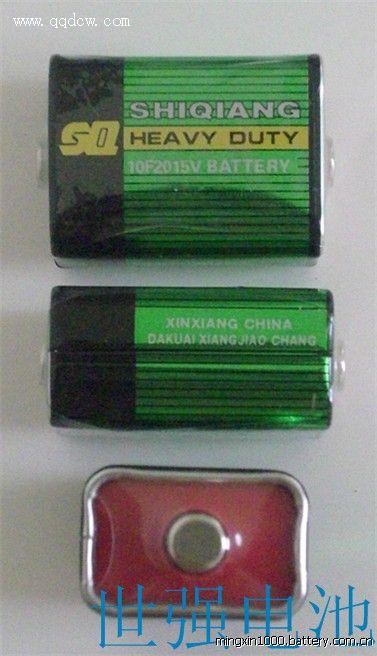 www.qqdcw.com
SHIQIANG
SQ HEAVY DUTY
10F2015V BATTERY
XINXIANG CHINA
DAKUAI XIANGJIAO CHANG
世强电池
mingxin1000.battery.com.cn